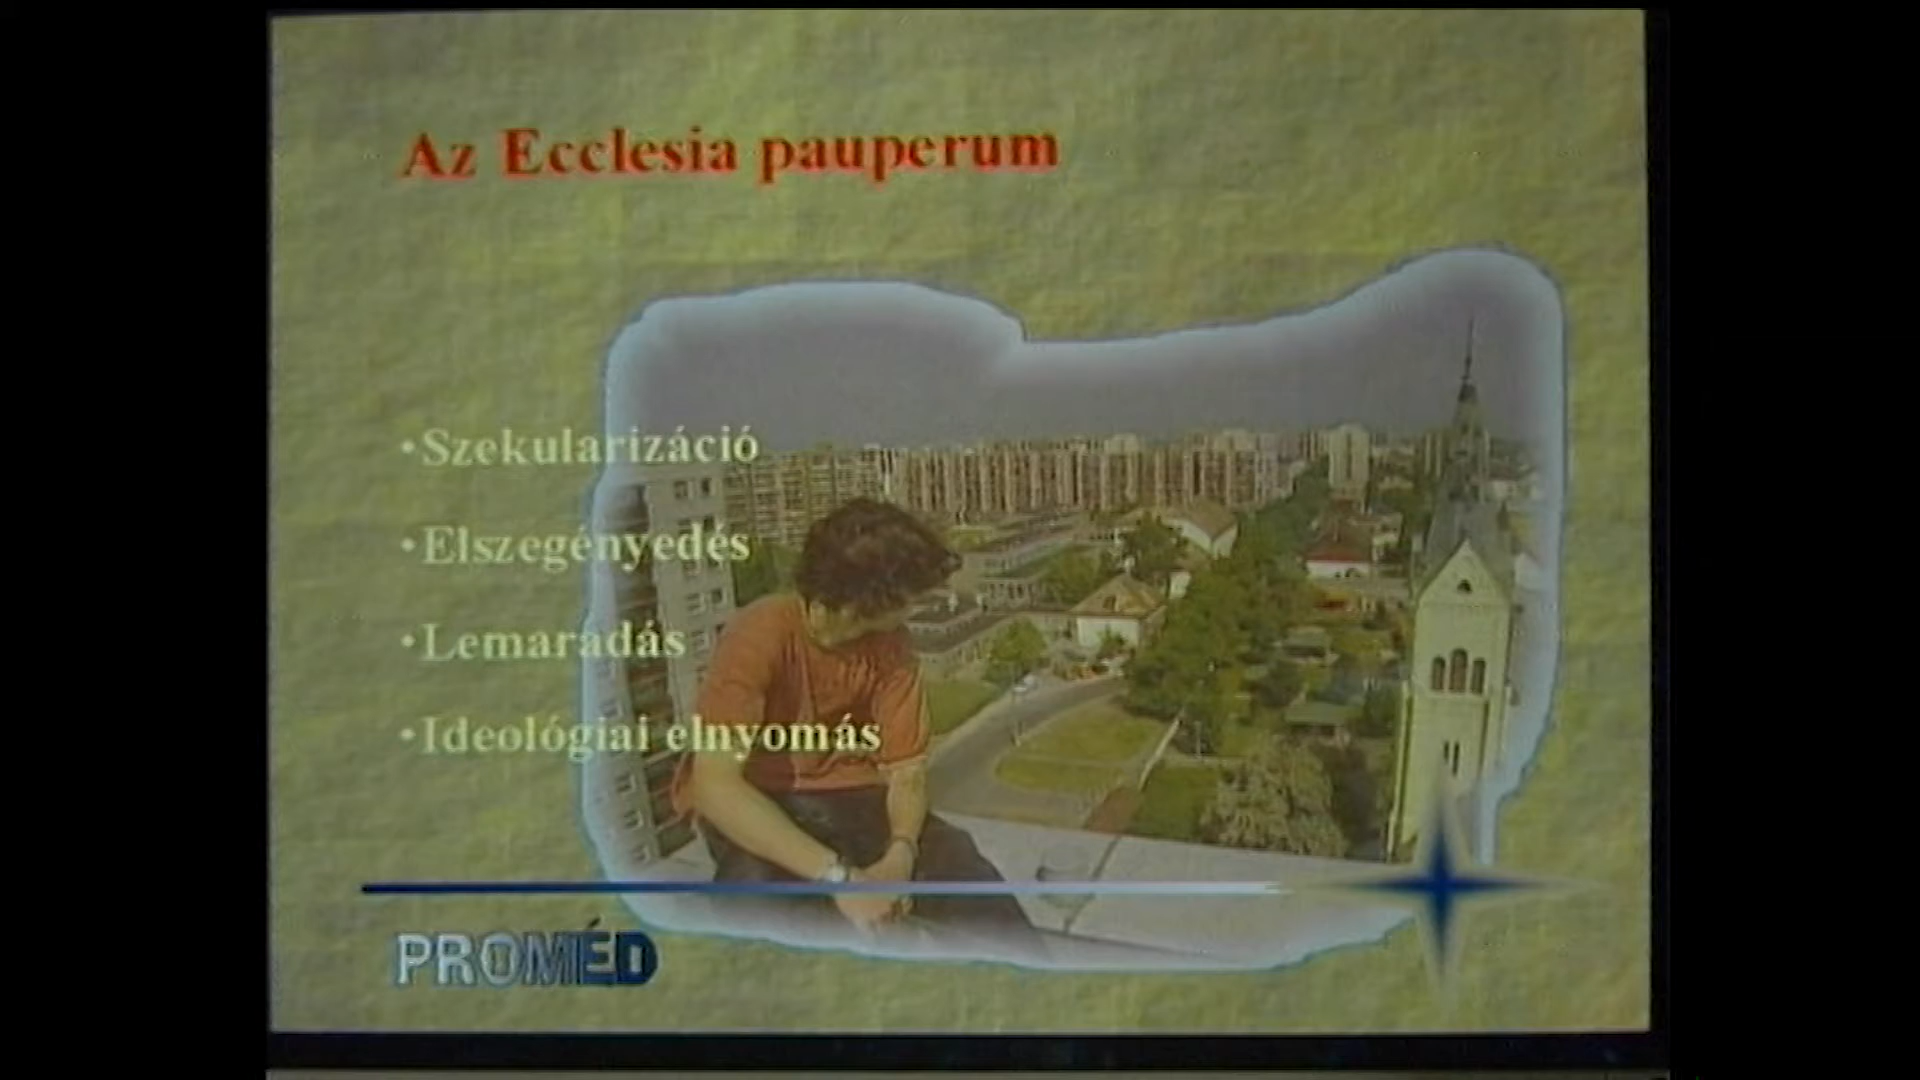 Az Ecclesia pauperum
•Szekularizáció
•Elszegényedés
•Lemaradás
•Ideológiai elnyomás
PROMÉD